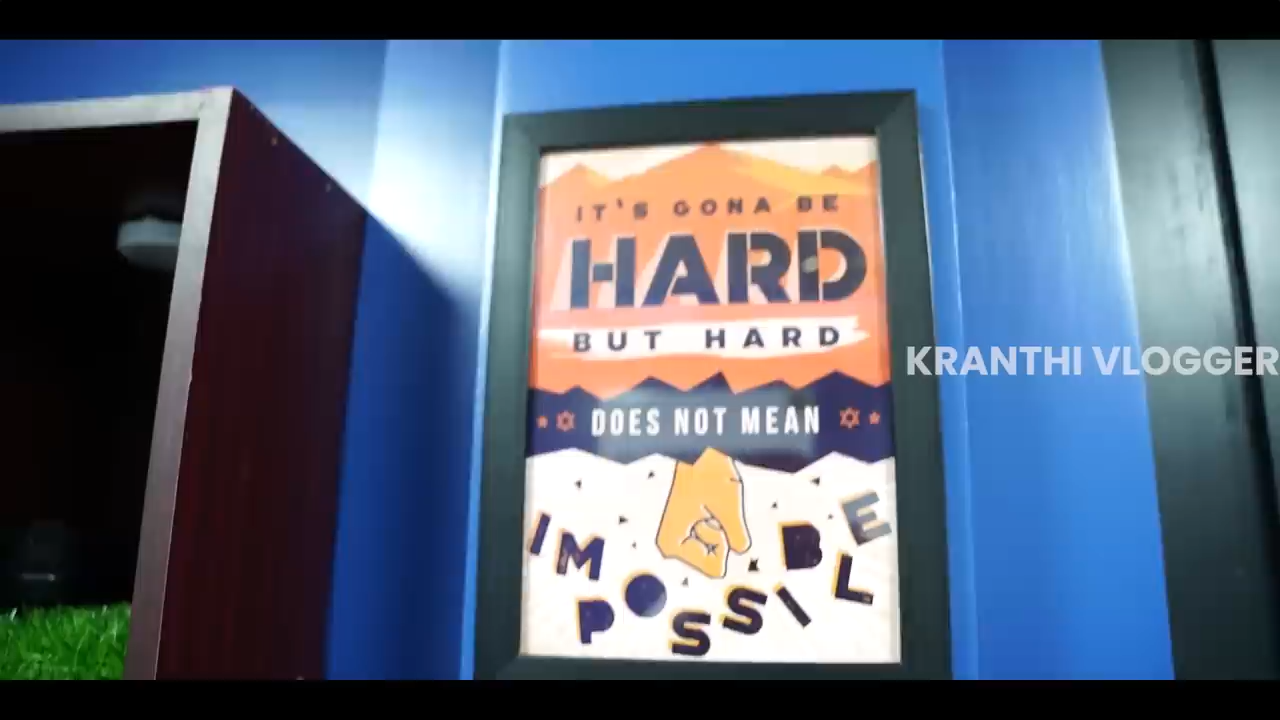 IT'S GONA BE
HARD
BUT HARD
DOES NOT MEAN
IMPOSSIBLE
KRANTHI VLOGGER